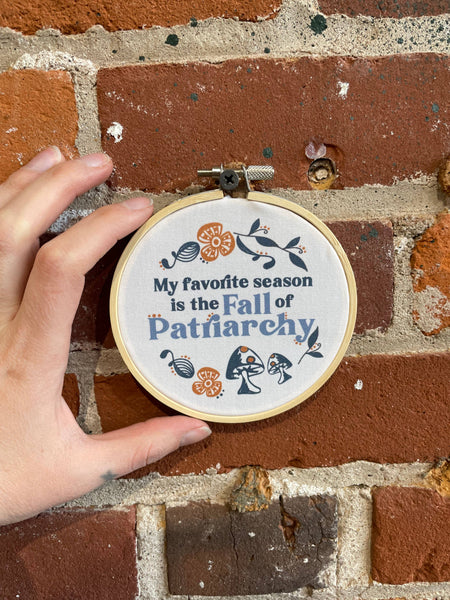 My favorite season
is the Fall of
Patriarchy